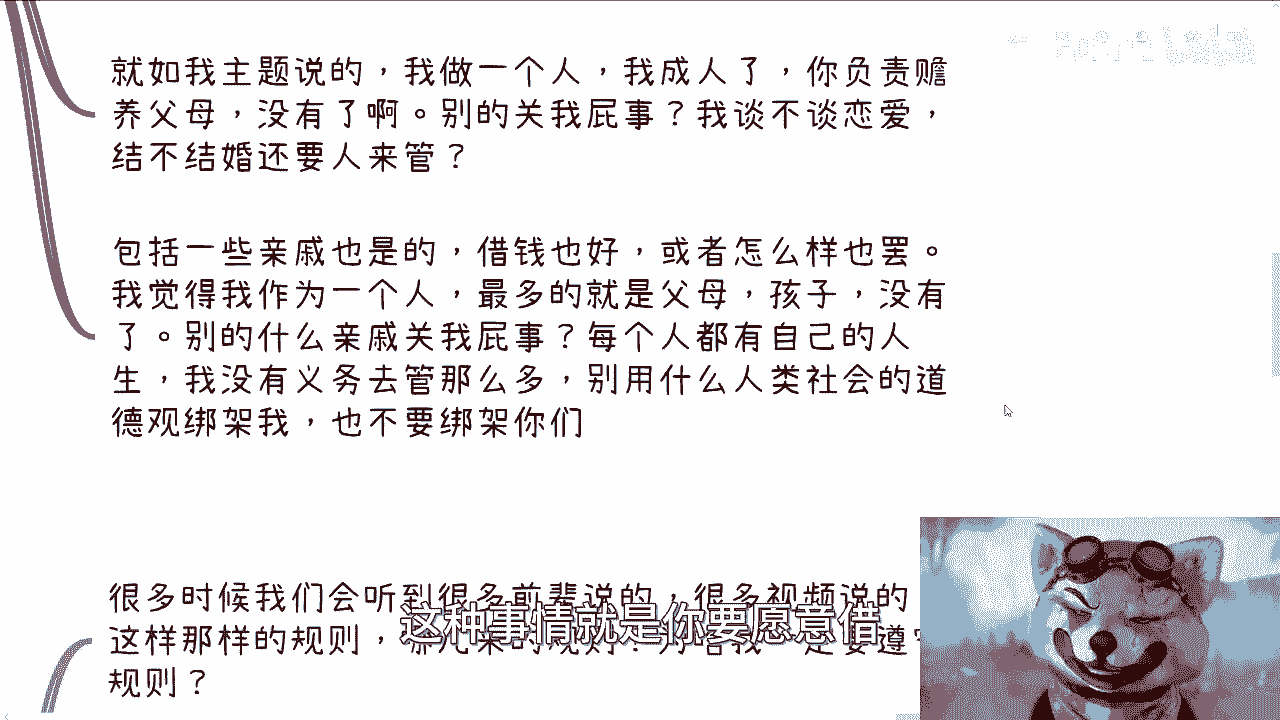 就如我主题说的，我做一个人，我成人了，你负责赡
养父母，没有了啊。别的关我屁事？我谈不谈恋爱，
结不结婚还要人来管？
包括一些亲戚也是的，借钱也好，或者怎么样也罢。
我觉得我作为一个人，最多的就是父母，孩子，没有
了。别的什么亲戚关我屁事？每个人都有自己的人
生，我没有义务去管那么多，别用什么人类社会的道
德观绑架我，也不要绑架你们
很多时候我们会听到很多前辈说的，很多视频说的
这样那样的规则，
规则？
这种事情就是你要愿意借